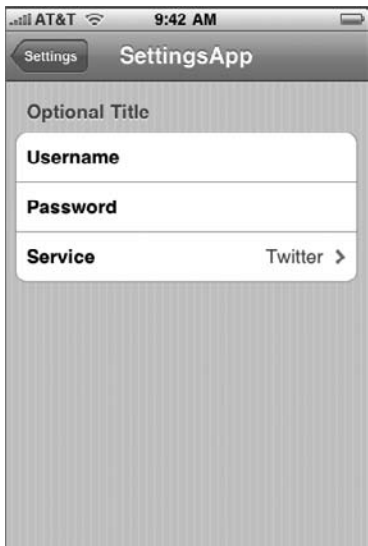 AT&T 9:42 AM
Settings SettingsApp
Optional Title
Username
Password
Service Twitter